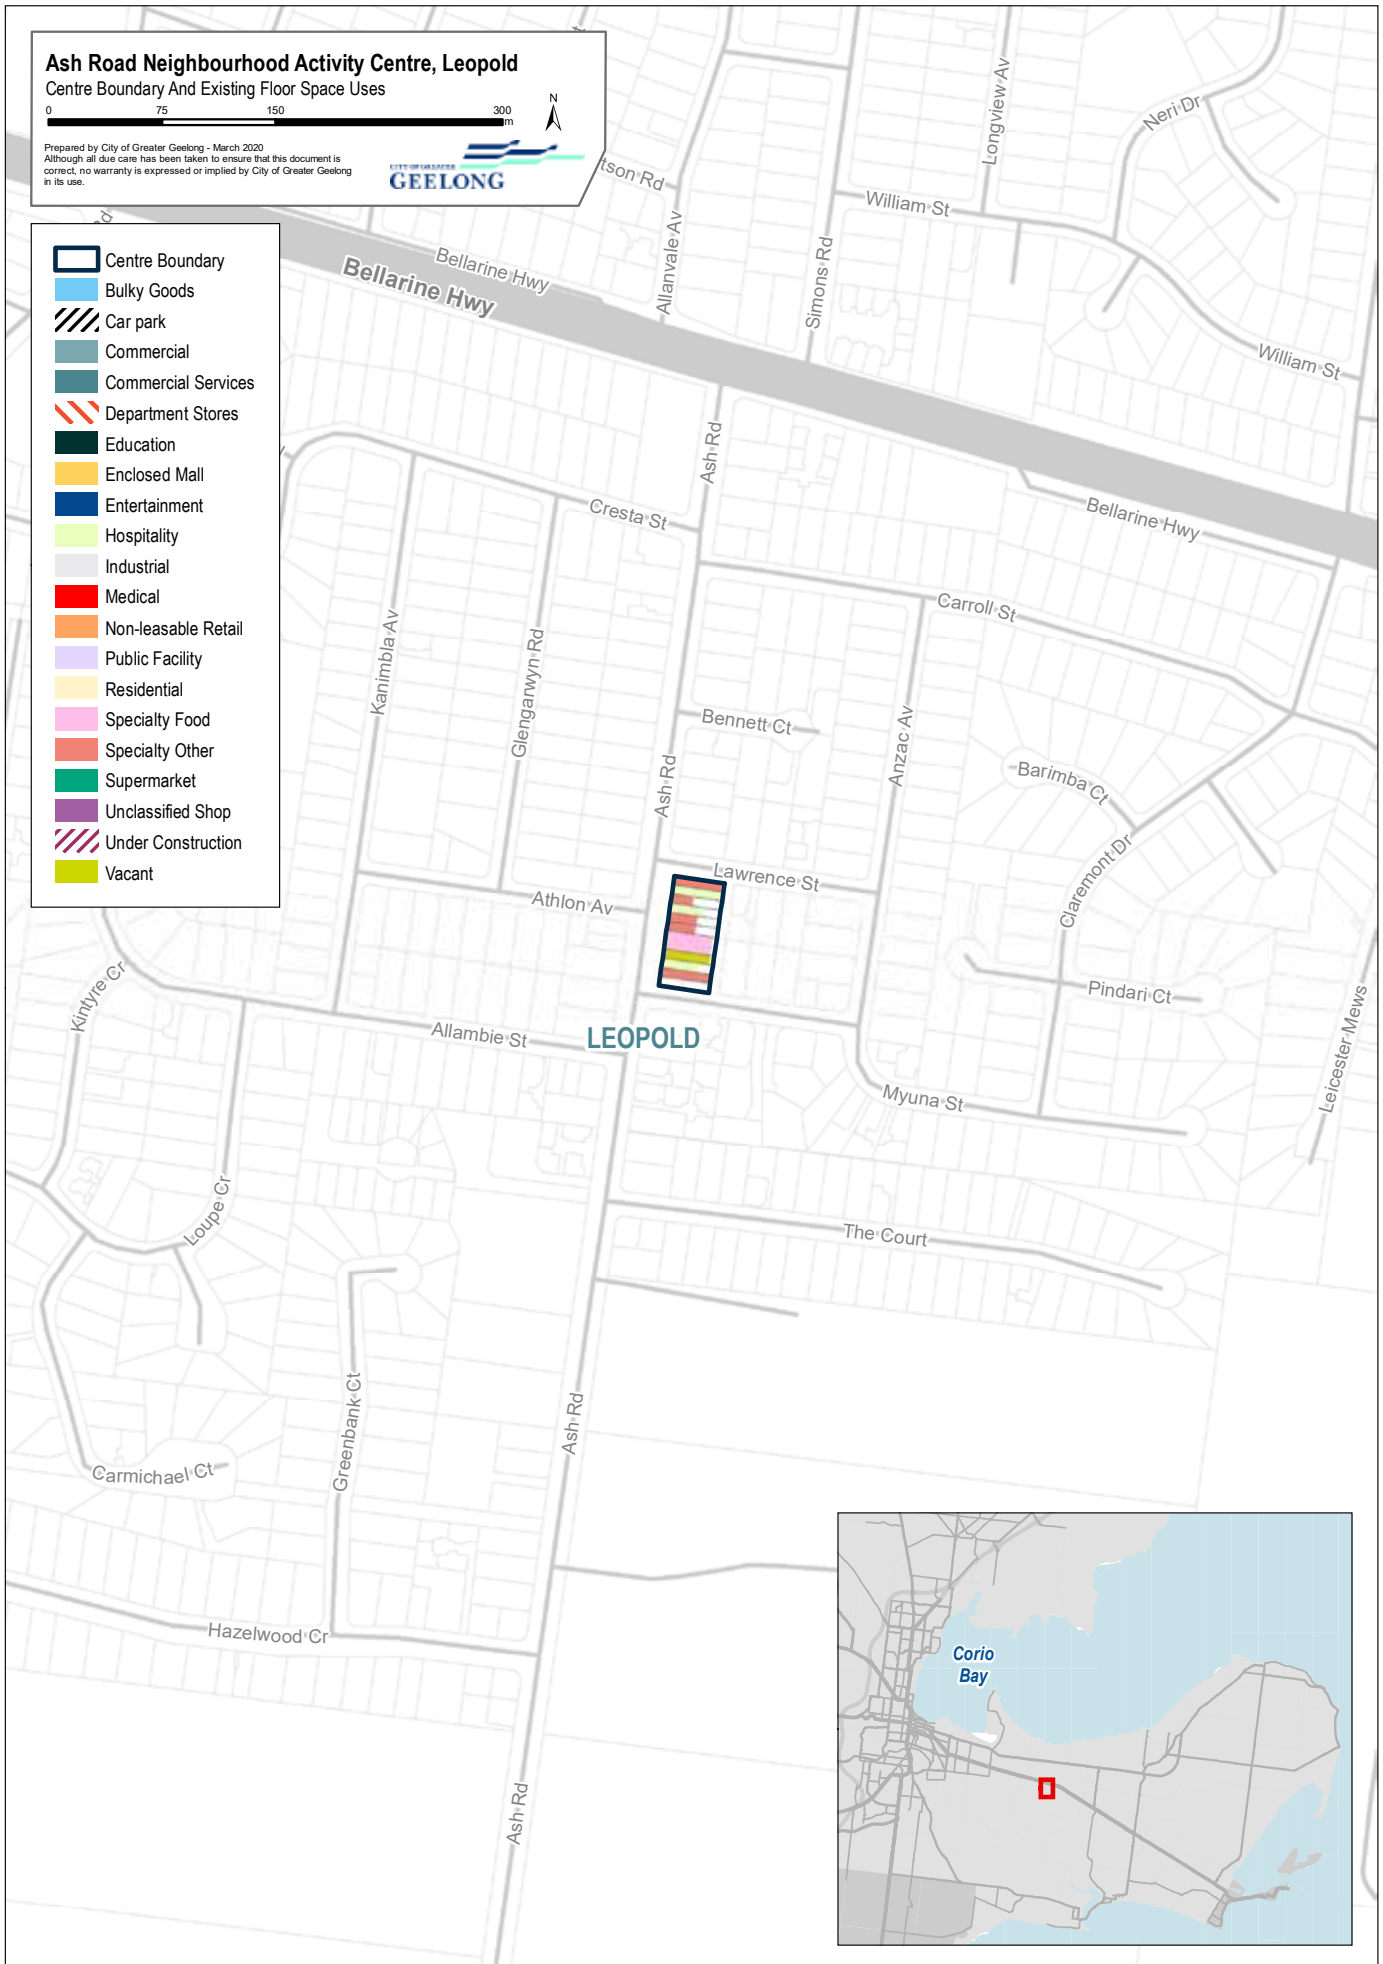 Ash Road Neighbourhood Activity Centre, Leopold
Centre Boundary And Existing Floor Space Uses
0 75 150 300
m
N
Prepared by City of Greater Geelong - March 2020
Although all due care has been taken to ensure that this document is
correct, no warranty is expressed or implied by City of Greater Geelong
in its use.
CITY OF GREATER
GEELONG
Centre Boundary
Bulky Goods
Car park
Commercial
Commercial Services
Department Stores
Education
Enclosed Mall
Entertainment
Hospitality
Industrial
Medical
Non-leasable Retail
Public Facility
Residential
Specialty Food
Specialty Other
Supermarket
Unclassified Shop
Under Construction
Vacant
tson Rd
Rd
Longview Av
Neri Dr
William St
Allanvale Av
Simons Rd
Bellarine Hwy
Bellarine Hwy
William St
Ash Rd
Cresta St
Bellarine Hwy
Carroll St
Kanimbla Av
Glengarwyn Rd
Bennett Ct
Ash Rd
Anzac Av
Barimba Ct
Lawrence St
Claremont Dr
Athlon Av
Kintyre Cr
Pindari Ct
Allambie St
LEOPOLD
Myuna St
Leicester Mews
Loupe Cr
The Court
Greenbank Ct
Ash Rd
Carmichael Ct
Hazelwood Cr
Ash Rd
Corio
Bay